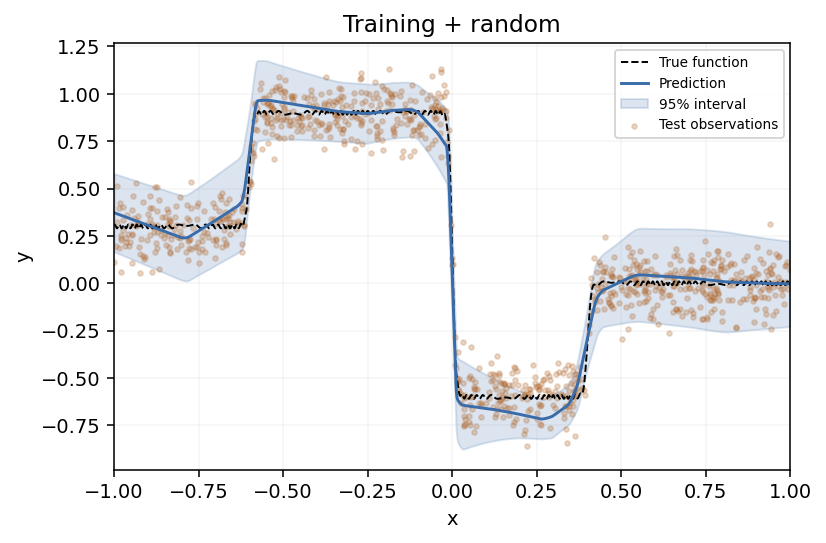 Training + random
True function
Prediction
95% interval
Test observations
y
1.25
1.00
0.75
0.50
0.25
0.00
−0.25
−0.50
−0.75
−1.00 −0.75 −0.50 −0.25 0.00 0.25 0.50 0.75 1.00
x